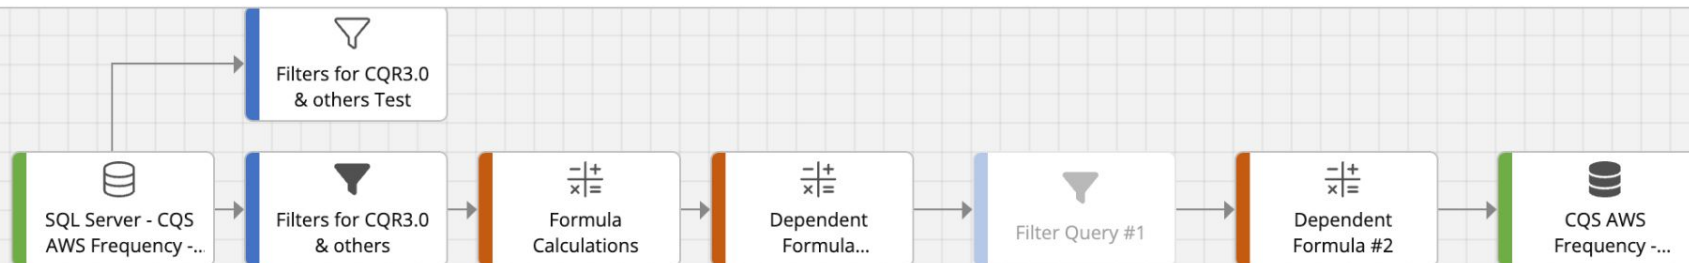 Filters for CQR3.0
& others Test
SQL Server - CQS
AWS Frequency -...
Filters for CQR3.0
& others
Formula
Calculations
Dependent
Formula...
Filter Query #1
Dependent
Formula #2
CQS AWS
Frequency -...